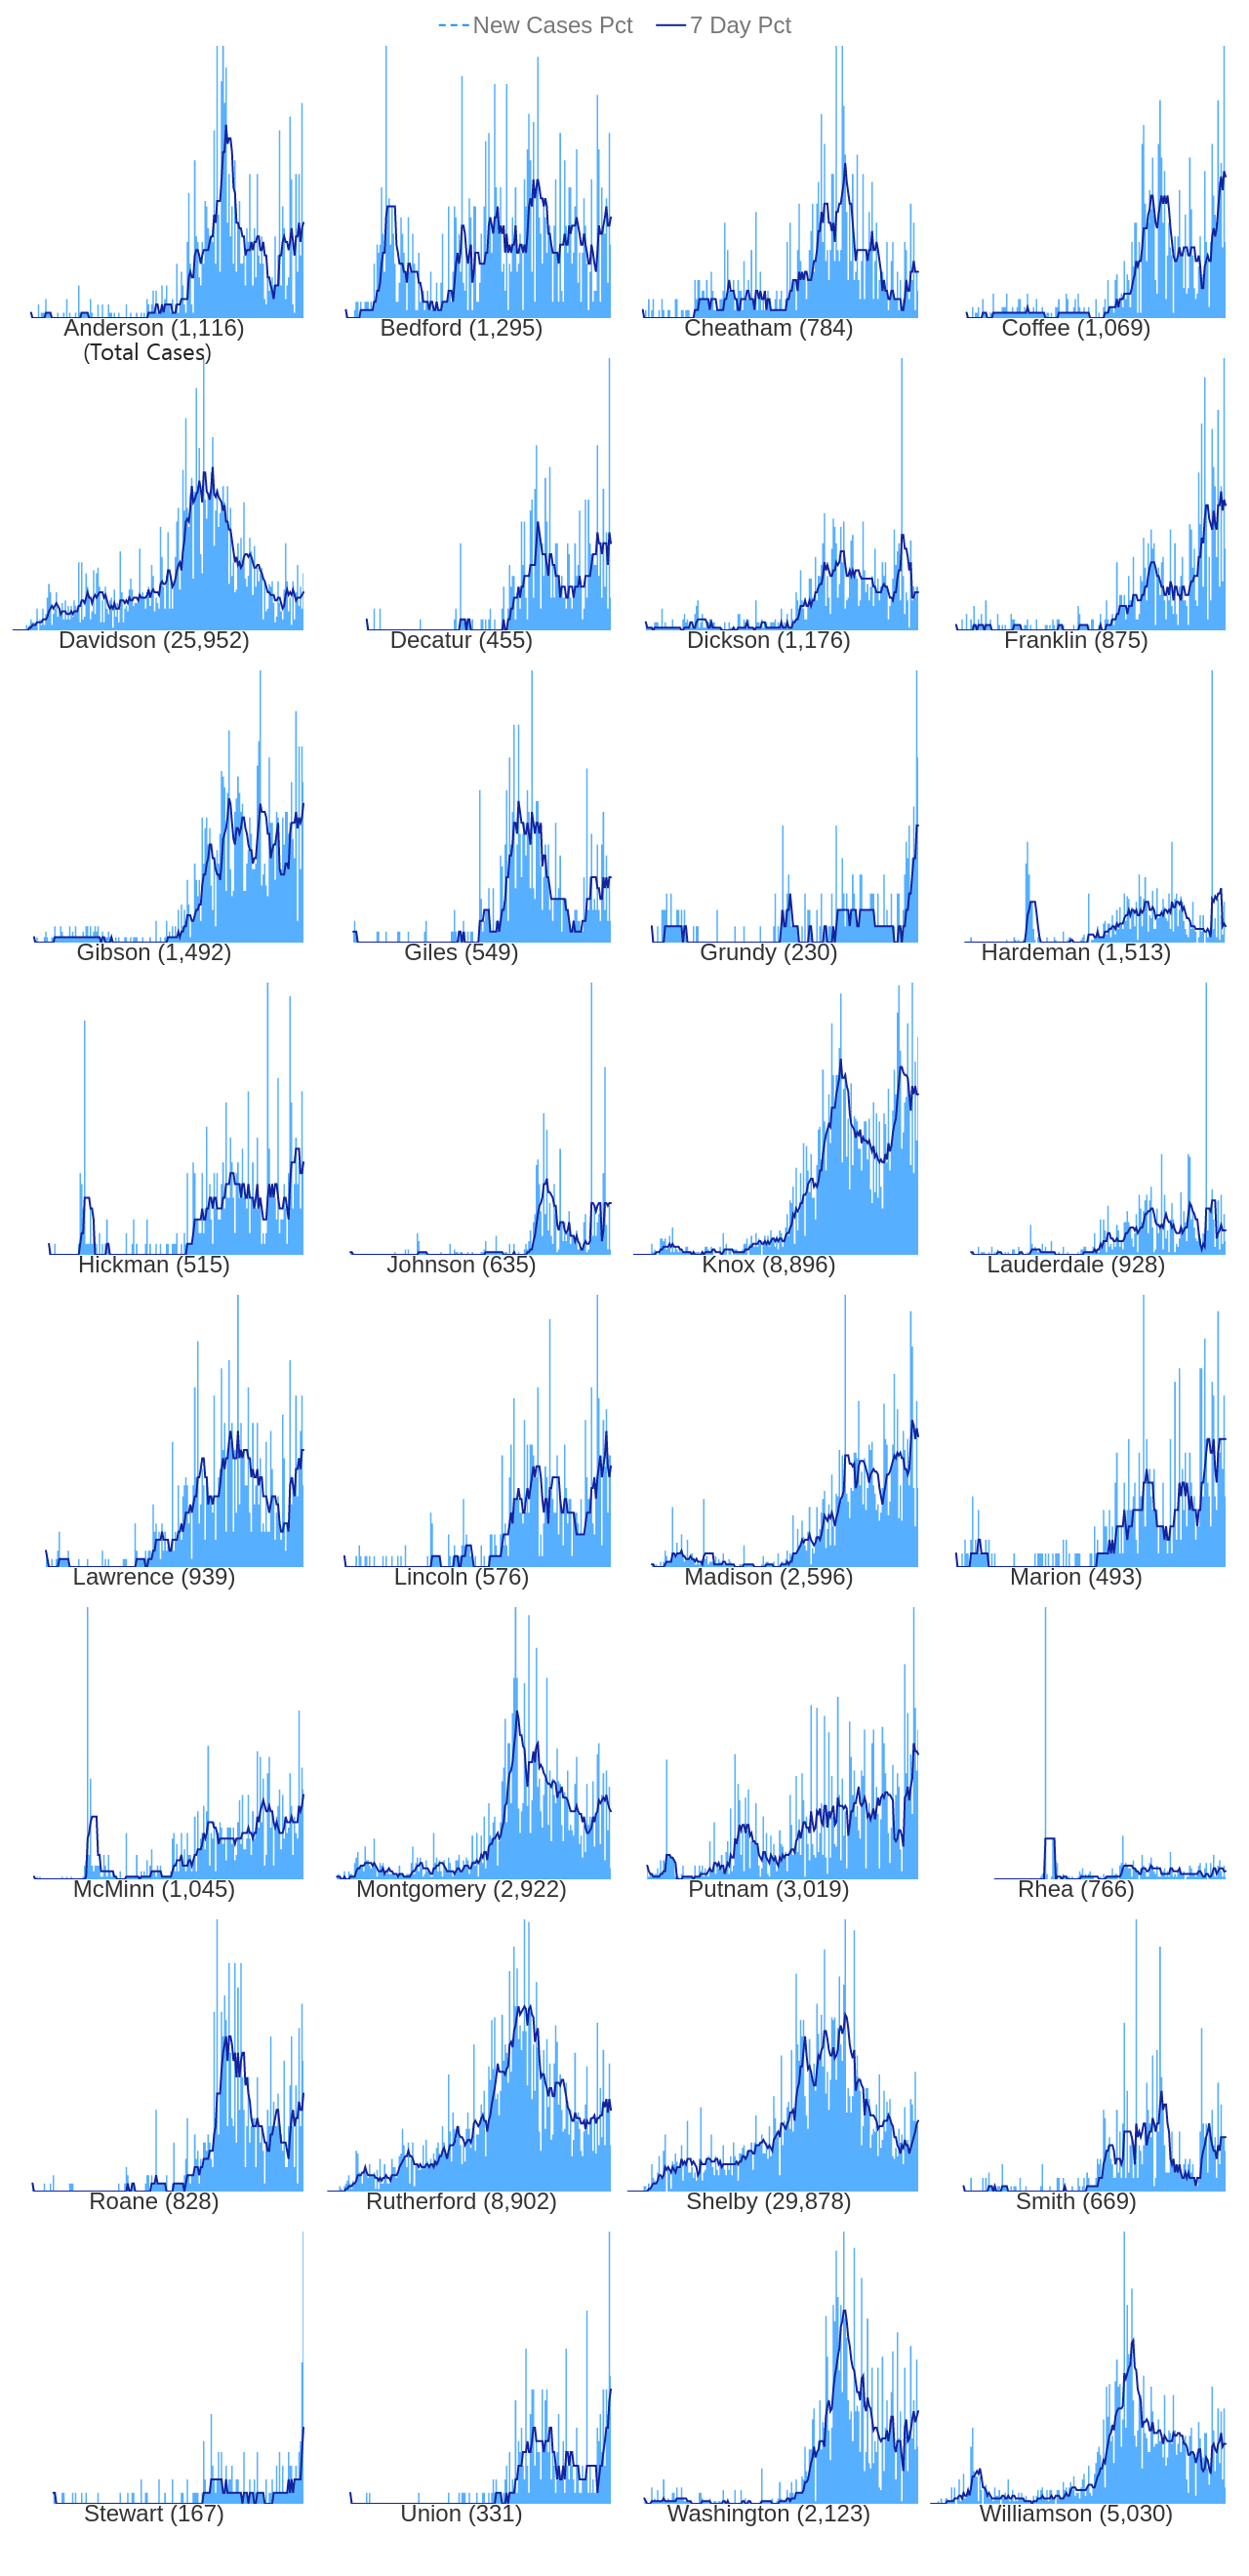 New Cases Pct 7 Day Pct
Anderson (1,116) Bedford (1,295) Cheatham (784) Coffee (1,069)
(Total Cases)
Davidson (25,952) Decatur (455) Dickson (1,176) Franklin (875)
Gibson (1,492) Giles (549) Grundy (230) Hardeman (1,513)
Hickman (515) Johnson (635) Knox (8,896) Lauderdale (928)
Lawrence (939) Lincoln (576) Madison (2,596) Marion (493)
McMinn (1,045) Montgomery (2,922) Putnam (3,019) Rhea (766)
Roane (828) Rutherford (8,902) Shelby (29,878) Smith (669)
Stewart (167) Union (331) Washington (2,123) Williamson (5,030)